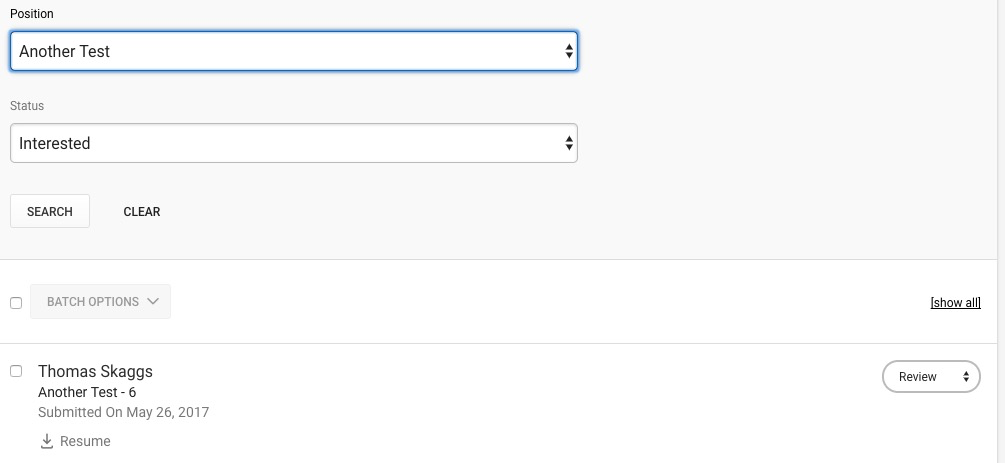 Position
Another Test
Status
Interested
SEARCH CLEAR
BATCH OPTIONS [show all]
Thomas Skaggs Review
Another Test - 6
Submitted On May 26, 2017
Resume